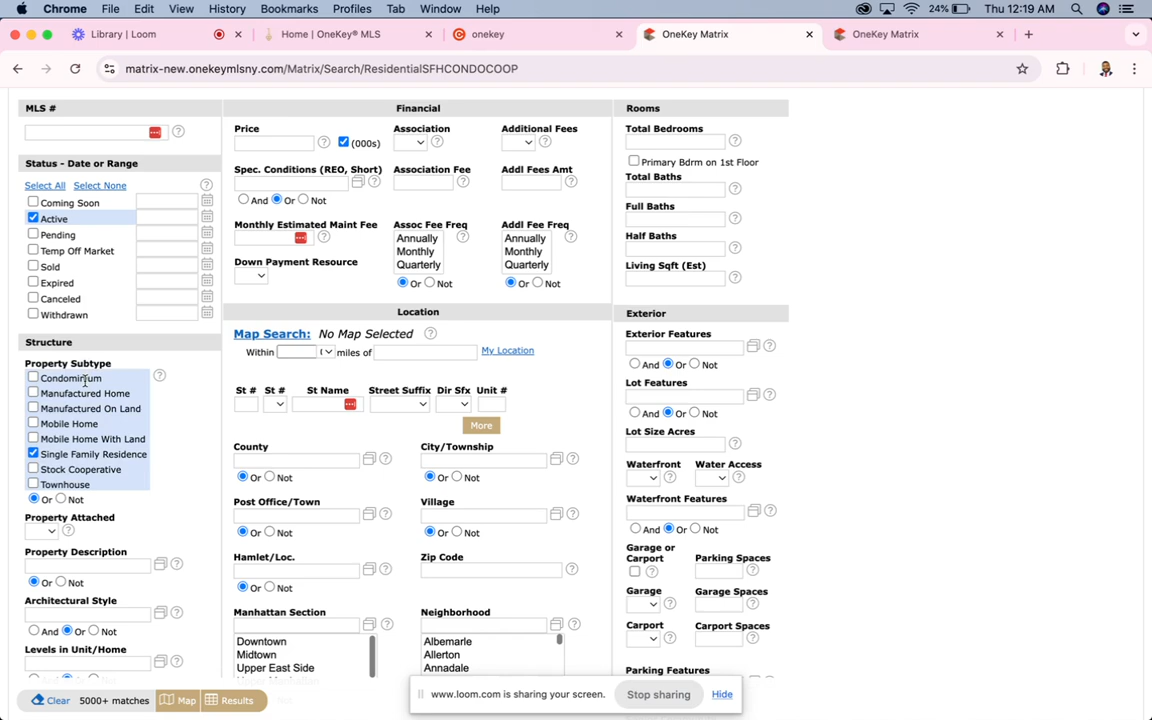 Chrome File Edit View History Bookmarks Profiles Tab Window Help 24% Thu 12:19 AM
Library | Loom Home | OneKey® MLS onekey OneKey Matrix OneKey Matrix
matrix-new.onekeymlsny.com/Matrix/Search/ResidentialSFHCONDOCOOP
MLS #
Status - Date or Range
Select All Select None
Coming Soon
Active
Pending
Temp Off Market
Sold
Expired
Canceled
Withdrawn
Structure
Property Subtype
Condominium
Manufactured Home
Manufactured On Land
Mobile Home
Mobile Home With Land
Single Family Residence
Stock Cooperative
Townhouse
Or Not
Property Attached
Property Description
Or Not
Architectural Style
And Or Not
Levels in Unit/Home
Financial
Price (000s) Association Additional Fees
Spec. Conditions (REO, Short) Association Fee Addl Fees Amt
And Or Not
Monthly Estimated Maint Fee Assoc Fee Freq Addl Fee Freq
Annually Annually
Monthly Monthly
Quarterly Quarterly
Down Payment Resource
Or Not Or Not
Location
Map Search: No Map Selected
Within miles of My Location
St # St # St Name Street Suffix Dir Sfx Unit #
More
County City/Township
Or Not Or Not
Post Office/Town Village
Or Not Or Not
Hamlet/Loc. Zip Code
Or Not
Manhattan Section Neighborhood
Downtown Albemarle
Midtown Allerton
Upper East Side Annadale
Rooms
Total Bedrooms
Primary Bdrm on 1st Floor
Total Baths
Full Baths
Half Baths
Living Sqft (Est)
Exterior
Exterior Features
And Or Not
Lot Features
And Or Not
Lot Size Acres
Waterfront Water Access
Waterfront Features
And Or Not
Garage or
Carport Parking Spaces
Garage Garage Spaces
Carport Carport Spaces
Parking Features
Clear 5000+ matches Map Results
www.loom.com is sharing your screen. Stop sharing Hide